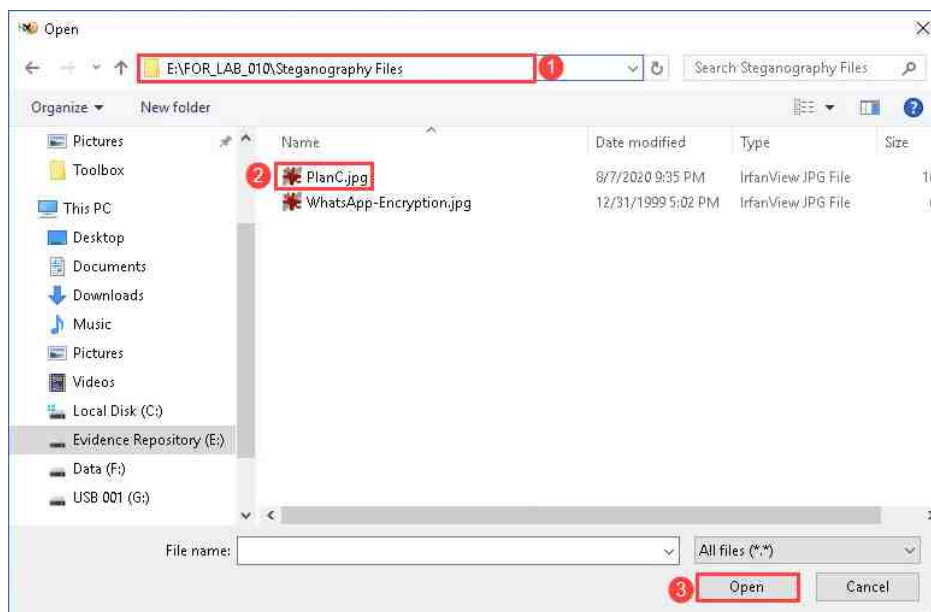 Open
E:\FOR_LAB_010\Steganography Files
1
Search Steganography Files
Organize
New folder
?
Name
Date modified
Type
Size
Pictures
Toolbox
This PC
Desktop
Documents
Downloads
Music
Pictures
Videos
Local Disk (C:)
Evidence Repository (E:)
Data (F:)
USB 001 (G:)
2
PlanC.jpg
8/7/2020 9:35 PM
IrfanView JPG File
WhatsApp-Encryption.jpg
12/31/1999 5:02 PM
IrfanView JPG File
File name:
All files (*.*)
3
Open
Cancel